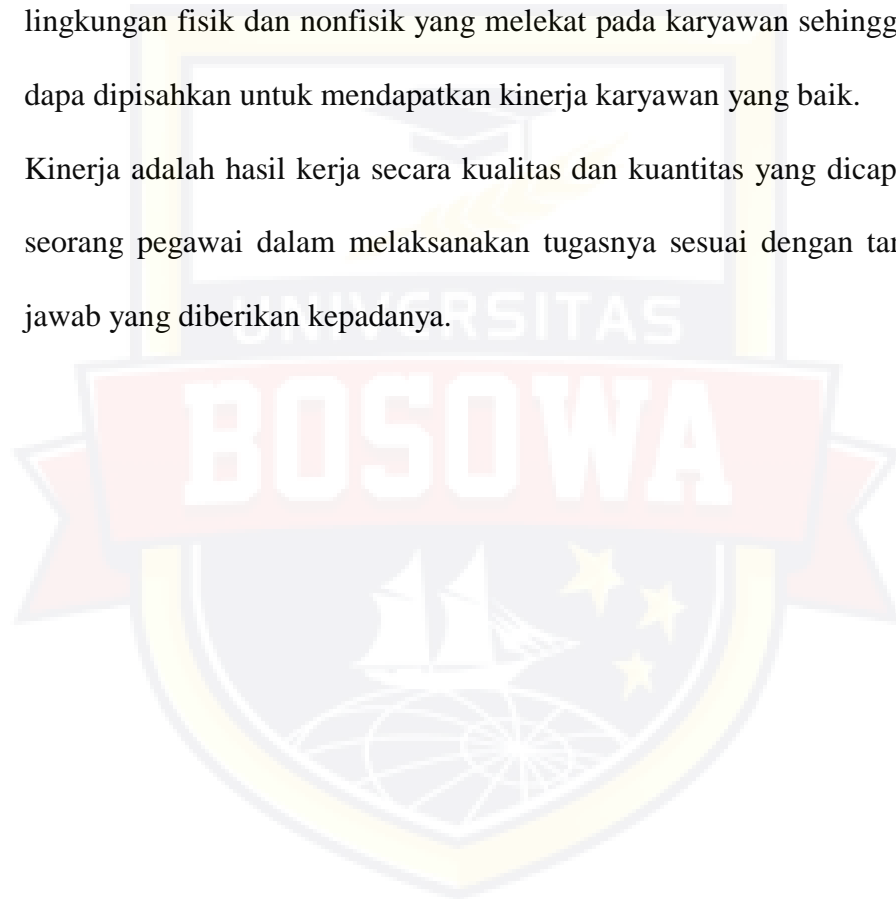 lingkungan fisik dan nonfisik yang melekat pada karyawan sehingg
dapa dipisahkan untuk mendapatkan kinerja karyawan yang baik.
Kinerja adalah hasil kerja secara kualitas dan kuantitas yang dicap
seorang pegawai dalam melaksanakan tugasnya sesuai dengan tan
jawab yang diberikan kepadanya.
UNIVERSITAS
BOSOWA